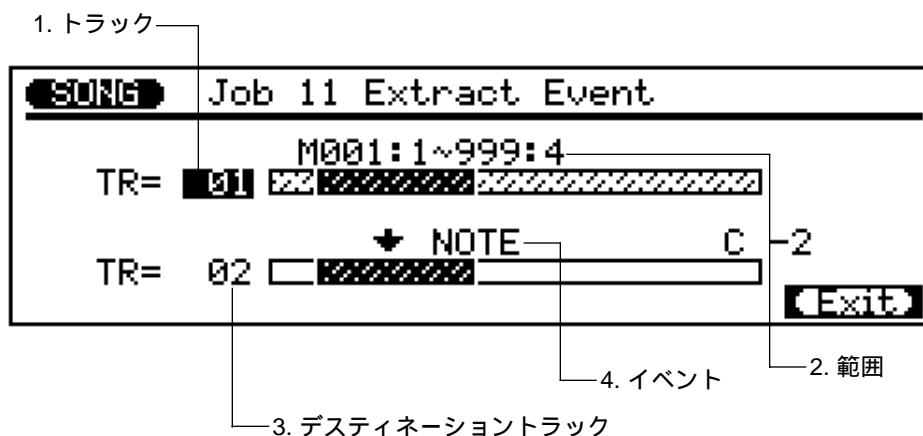 1. トラック
SONG Job 11 Extract Event
M001:1~999:4
TR= 01
NOTE C -2
TR= 02
(Exit)
2. 範囲
4. イベント
3. デスティネーショントラック